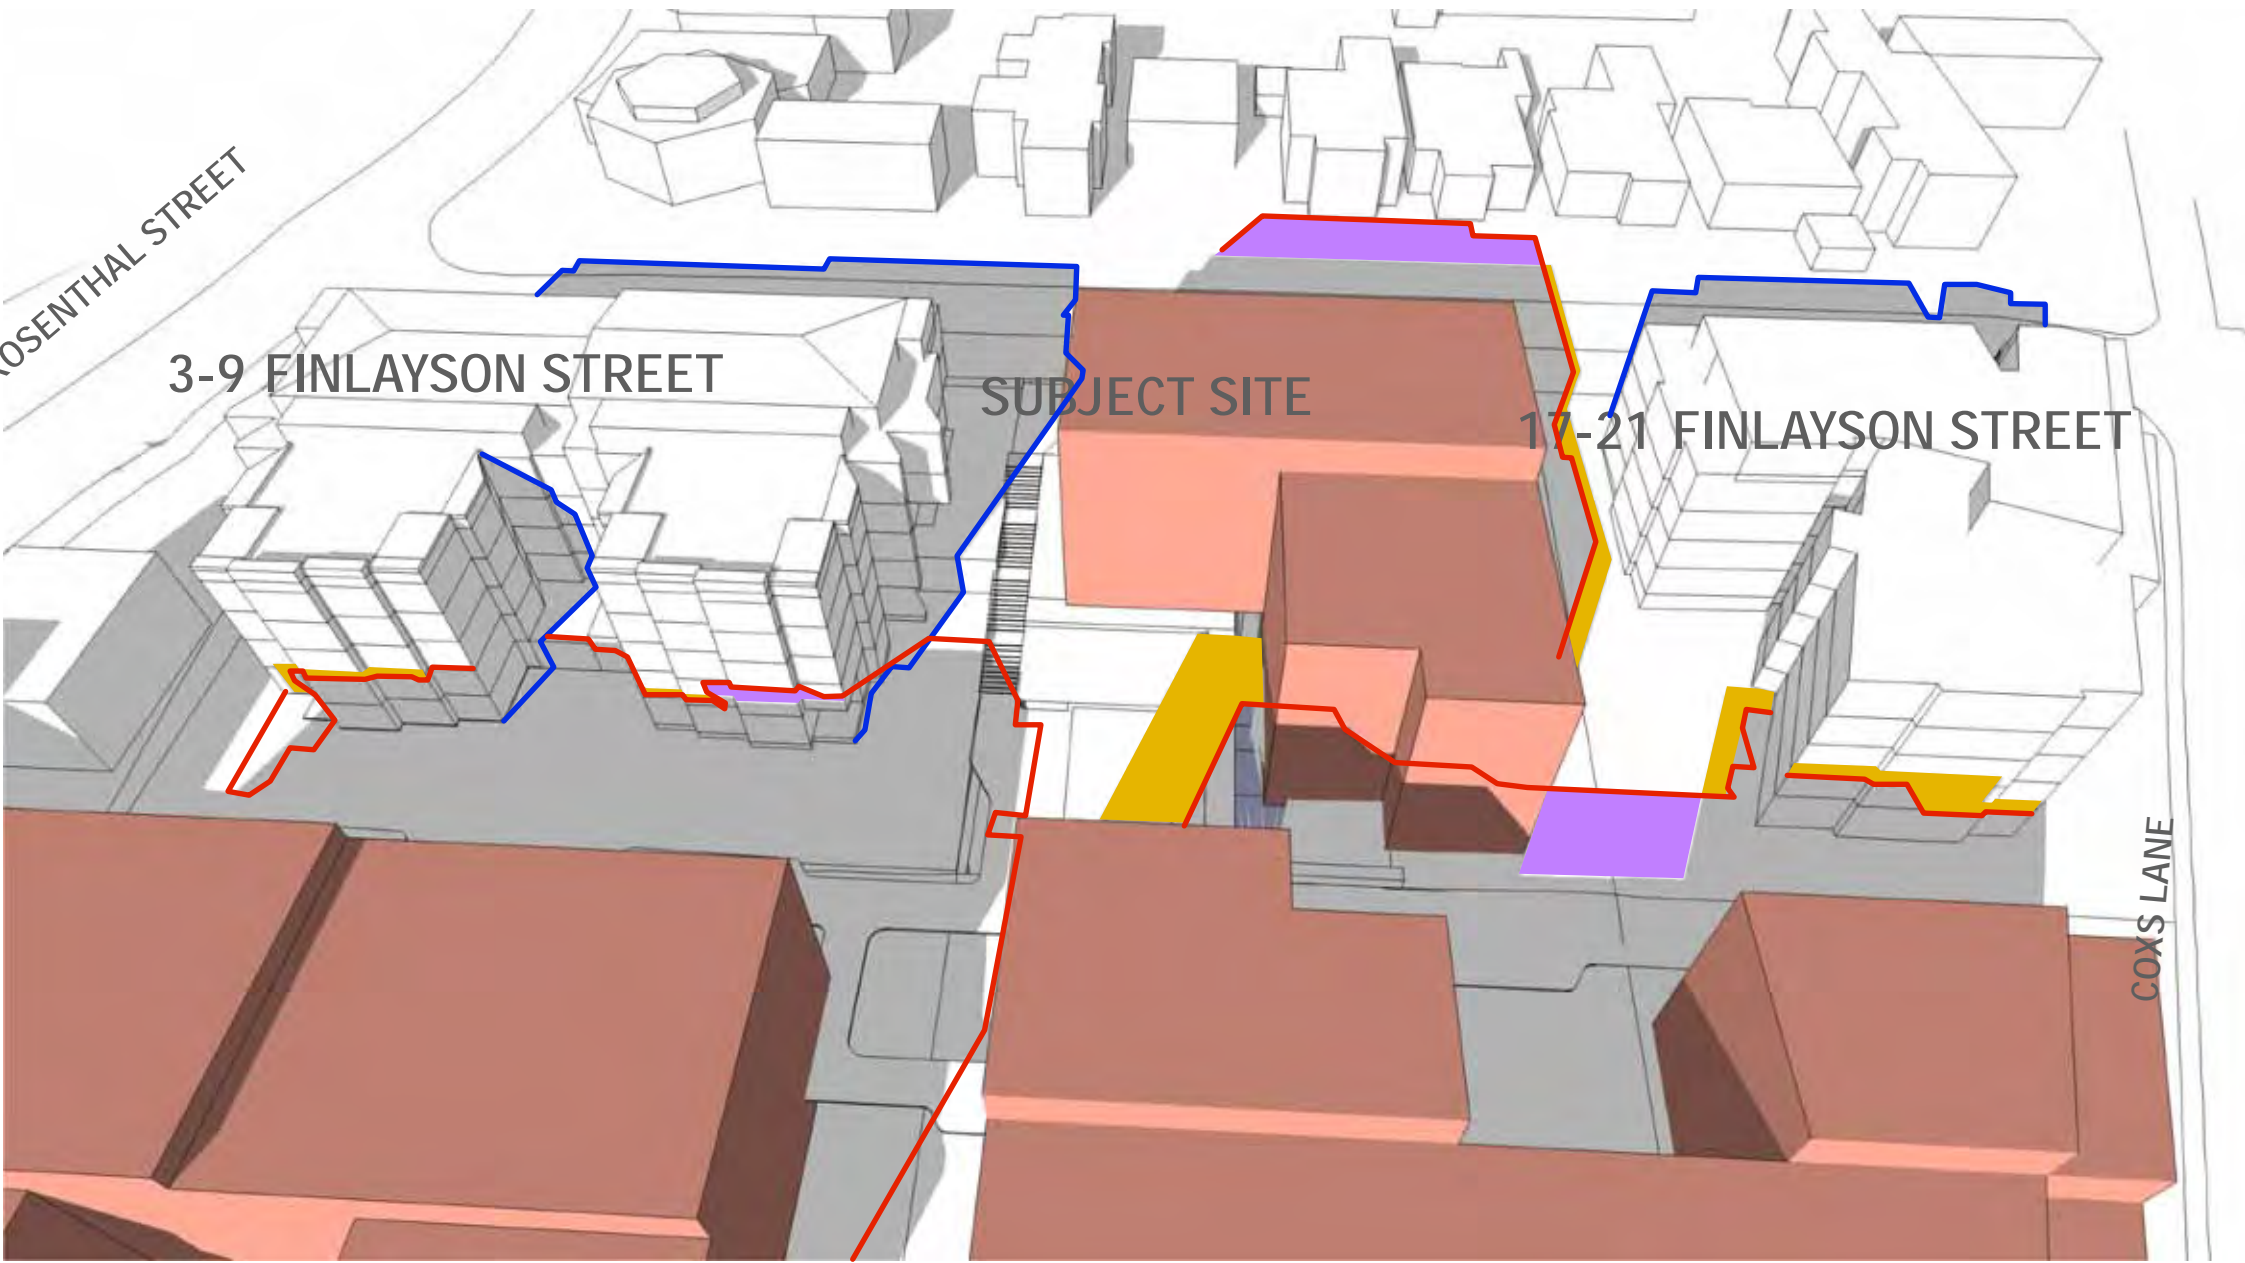 ROSENTHAL STREET
3-9 FINLAYSON STREET
SUBJECT SITE
17-21 FINLAYSON STREET
COXS LANE